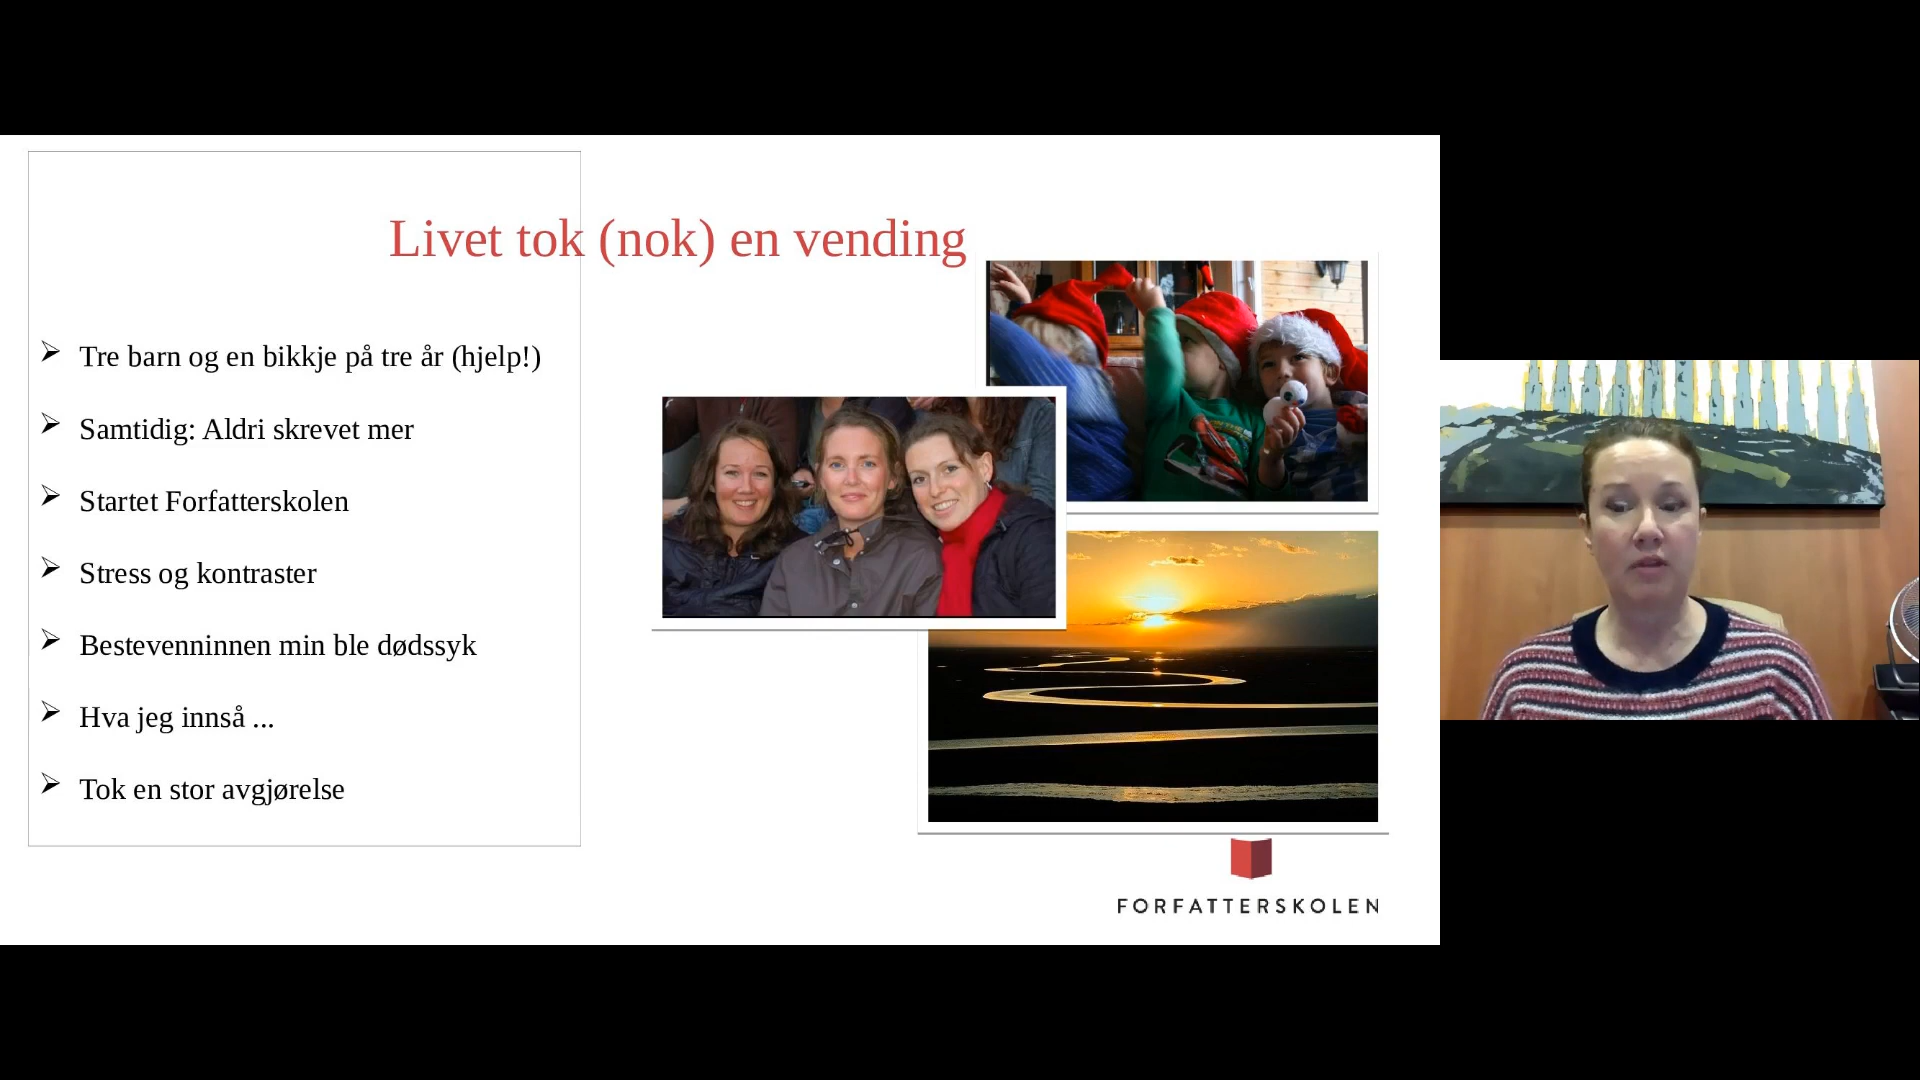 Livet tok (nok) en vending
Tre barn og en bikkje på tre år (hjelp!)
Samtidig: Aldri skrevet mer
Startet Forfatterskolen
Stress og kontraster
Bestevenninnen min ble dødssyk
Hva jeg innså ...
Tok en stor avgjørelse
FORFATTERSKOLEN